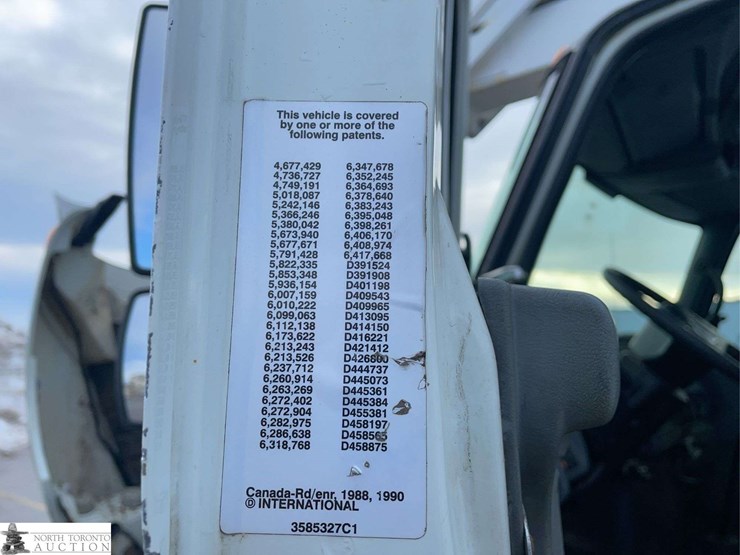 This vehicle is covered
by one or more of the
following patents.
4,677,429 6,347,678
4,736,727 6,352,245
4,749,191 6,364,693
5,018,087 6,378,640
5,242,146 6,383,243
5,366,246 6,395,048
5,380,042 6,398,261
5,673,940 6,406,170
5,677,671 6,408,974
5,791,428 6,417,668
5,822,335 D391524
5,853,348 D391908
5,936,154 D401198
6,007,159 D409543
6,010,222 D409965
6,099,063 D413095
6,112,138 D414150
6,173,622 D416221
6,213,243 D421412
6,213,526 D426800
6,237,712 D444737
6,260,914 D445073
6,263,269 D445361
6,272,402 D445384
6,272,904 D455381
6,282,975 D458197
6,286,638 D458565
6,318,768 D458875
Canada-Rd/enr, 1988, 1990
© INTERNATIONAL
3585327C1
NORTH TORONTO
AUCTION